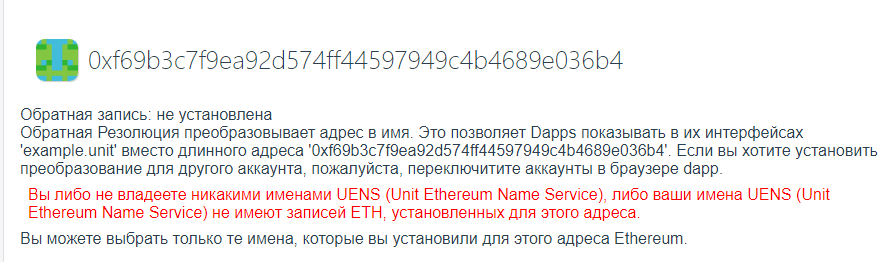 0xf69b3c7f9ea92d574ff44597949c4b4689e036b4
Обратная запись: не установлена
Обратная Резолюция преобразовывает адрес в имя. Это позволяет Dapps показывать в их интерфейсах
'example.unit' вместо длинного адреса '0xf69b3c7f9ea92d574ff44597949c4b4689e036b4'. Если вы хотите установить
преобразование для другого аккаунта, пожалуйста, переключитите аккаунты в браузере dapp.
Вы либо не владеете никакими именами UENS (Unit Ethereum Name Service), либо ваши имена UENS (Unit
Ethereum Name Service) не имеют записей ETH, установленных для этого адреса.
Вы можете выбрать только те имена, которые вы установили для этого адреса Ethereum.